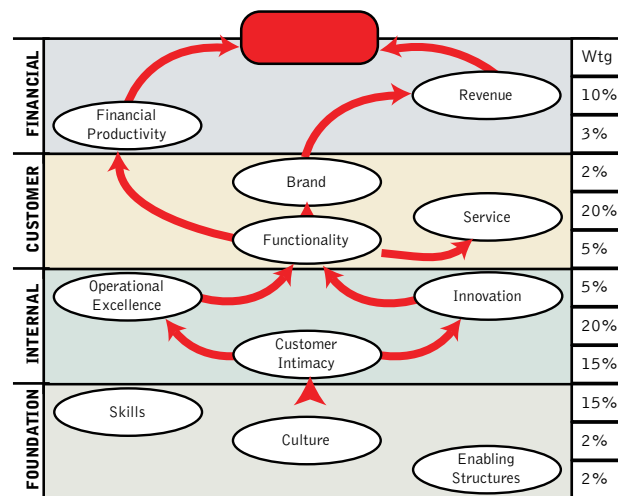 FINANCIAL
Wtg
Revenue
10%
Financial
Productivity
3%
CUSTOMER
Brand
2%
Service
20%
Functionality
5%
INTERNAL
Operational
Excellence
Innovation
5%
20%
Customer
Intimacy
15%
FOUNDATION
Skills
15%
Culture
2%
Enabling
Structures
2%